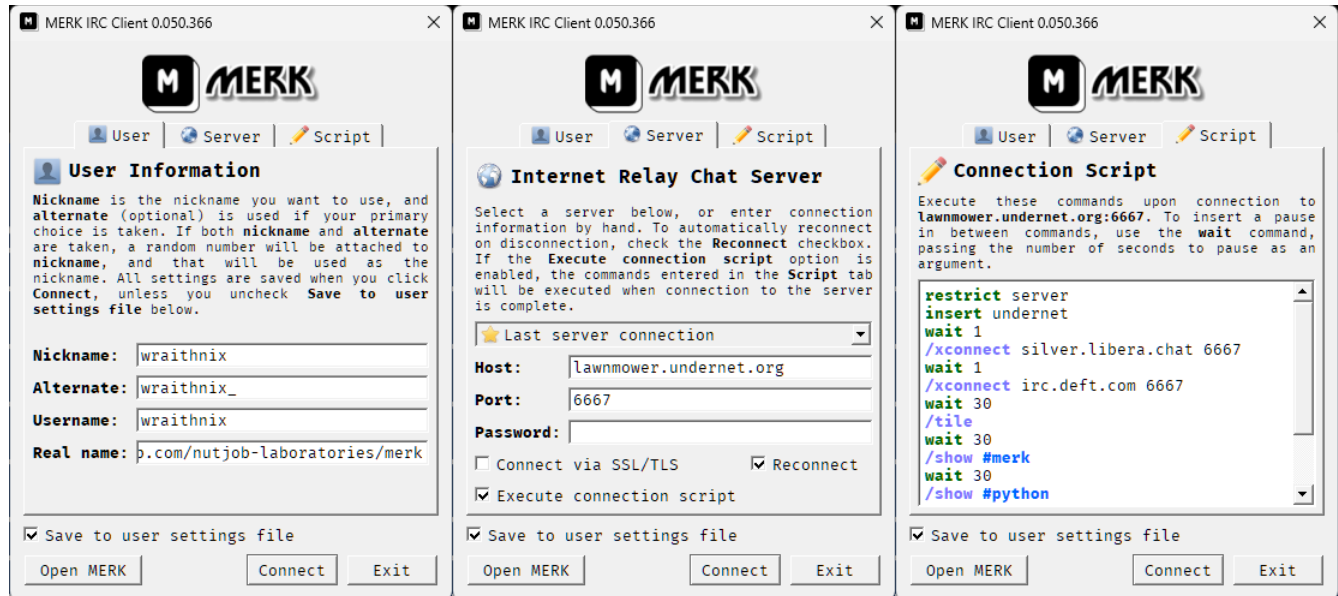 MERK IRC Client 0.050.366
M MERK
User Server Script
User Information
Nickname is the nickname you want to use, and
alternate (optional) is used if your primary
choice is taken. If both nickname and alternate
are taken, a random number will be attached to
nickname, and that will be used as the
nickname. All settings are saved when you click
Connect, unless you uncheck Save to user
settings file below.
Nickname: wraithnix
Alternate: wraithnix_
Username: wraithnix
Real name: .com/nutjob-laboratories/merk
Save to user settings file
Open MERK Connect Exit
MERK IRC Client 0.050.366
M MERK
User Server Script
Internet Relay Chat Server
Select a server below, or enter connection
information by hand. To automatically reconnect
on disconnection, check the Reconnect checkbox.
If the Execute connection script option is
enabled, the commands entered in the Script tab
will be executed when connection to the server
is complete.
Last server connection
Host: lawnmower.undernet.org
Port: 6667
Password:
Connect via SSL/TLS Reconnect
Execute connection script
Save to user settings file
Open MERK Connect Exit
MERK IRC Client 0.050.366
M MERK
User Server Script
Connection Script
Execute these commands upon connection to
lawnmower.undernet.org:6667. To insert a pause
in between commands, use the wait command,
passing the number of seconds to pause as an
argument.
restrict server
insert undernet
wait 1
/xconnect silver.libera.chat 6667
wait 1
/xconnect irc.deft.com 6667
wait 30
/tile
wait 30
/show #merk
wait 30
/show #python
Save to user settings file
Open MERK Connect Exit